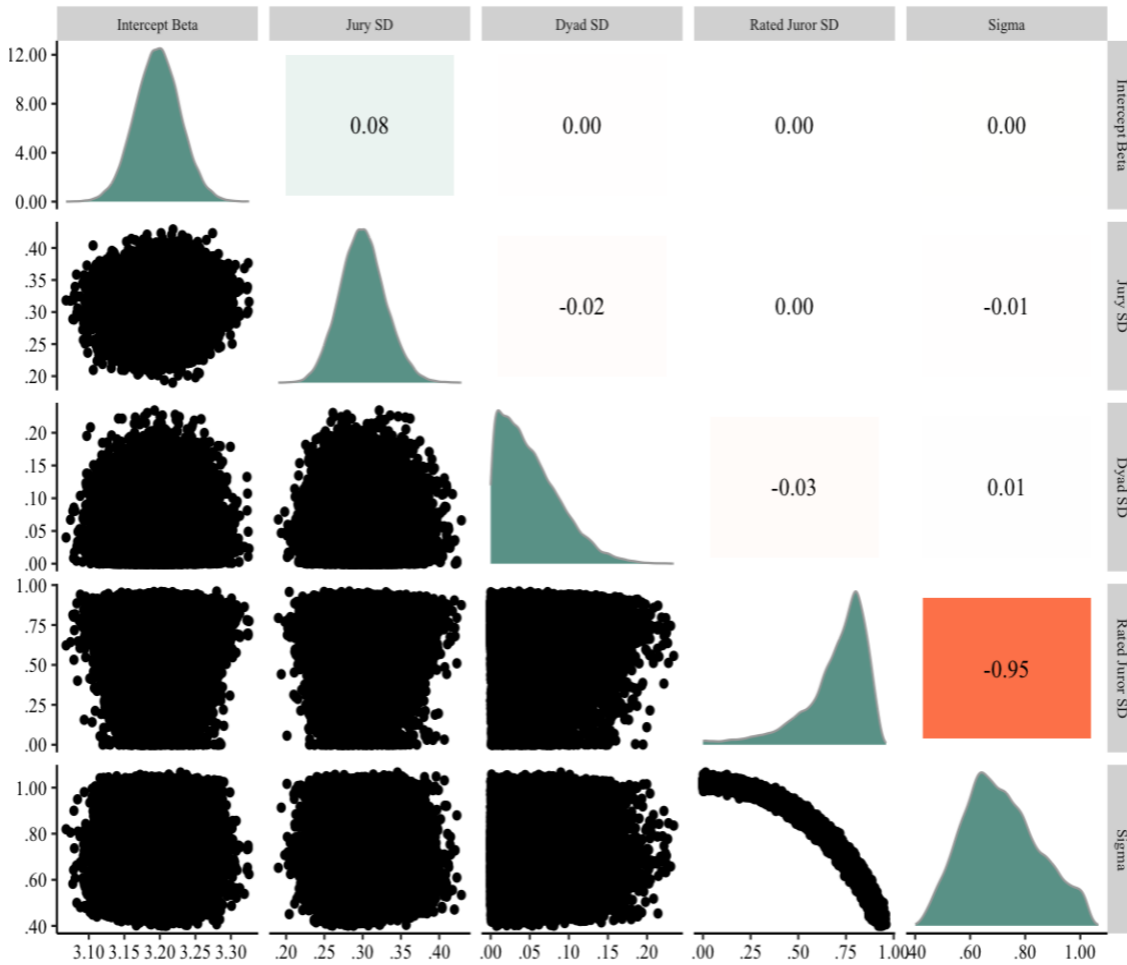 Intercept Beta Jury SD Dyad SD Rated Juror SD Sigma
12.00
8.00
4.00
0.00
0.08 0.00 0.00 0.00
Intercept Beta
.40
.35
.30
.25
.20
-0.02 0.00 -0.01
Jury SD
.20
.15
.10
.05
.00
-0.03 0.01
Dyad SD
1.00
.75
.50
.25
.00
-0.95
Rated Juror SD
1.00
.80
.60
.40
Sigma
3.10 3.15 3.20 3.25 3.30 .20 .30 .40 .00 .05 .10 .15 .20 .00 .25 .50 .75 1.00 .40 .60 .80 1.00